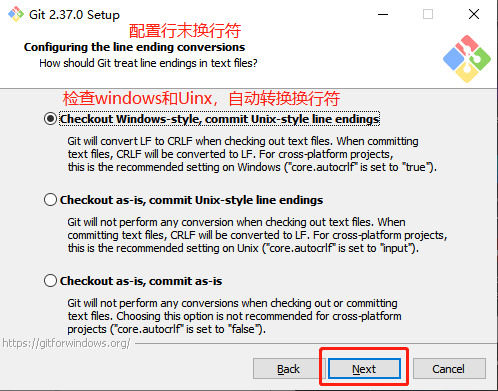 Git 2.37.0 Setup
配置行末换行符
Configuring the line ending conversions
How should Git treat line endings in text files?
检查windows和Uinx，自动转换换行符
Checkout Windows-style, commit Unix-style line endings
Git will convert LF to CRLF when checking out text files. When committing
text files, CRLF will be converted to LF. For cross-platform projects,
this is the recommended setting on Windows ("core.autocrlf" is set to "true").
Checkout as-is, commit Unix-style line endings
Git will not perform any conversion when checking out text files. When
committing text files, CRLF will be converted to LF. For cross-platform projects,
this is the recommended setting on Unix ("core.autocrlf" is set to "input").
Checkout as-is, commit as-is
Git will not perform any conversions when checking out or committing
text files. Choosing this option is not recommended for cross-platform
projects ("core.autocrlf" is set to "false").
https://gitforwindows.org/
Back
Next
Cancel